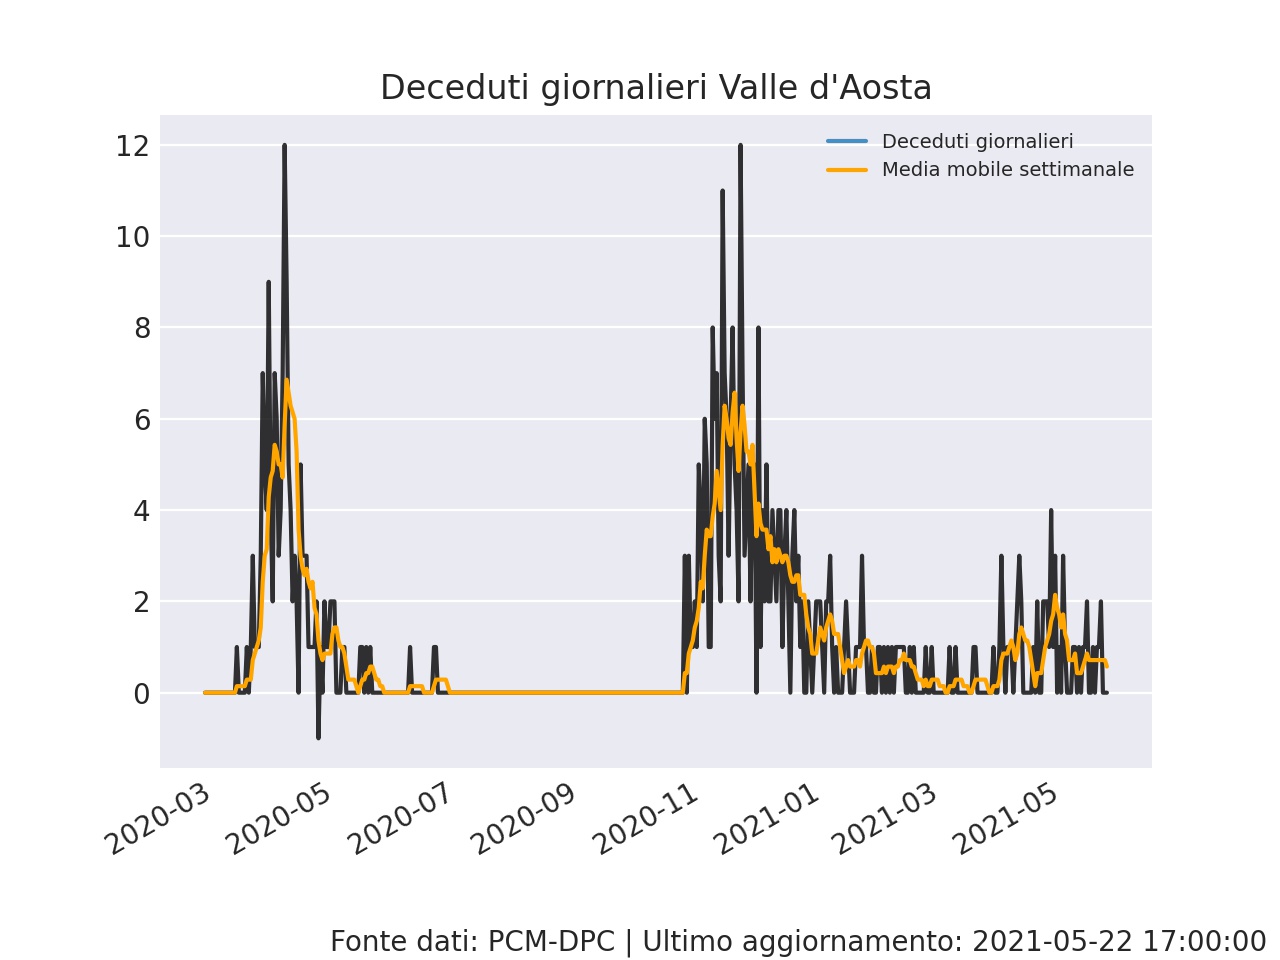 Deceduti giornalieri Valle d'Aosta
Deceduti giornalieri
Media mobile settimanale
12
10
8
6
4
2
0
2020-03 2020-05 2020-07 2020-09 2020-11 2021-01 2021-03 2021-05
Fonte dati: PCM-DPC | Ultimo aggiornamento: 2021-05-22 17:00:00